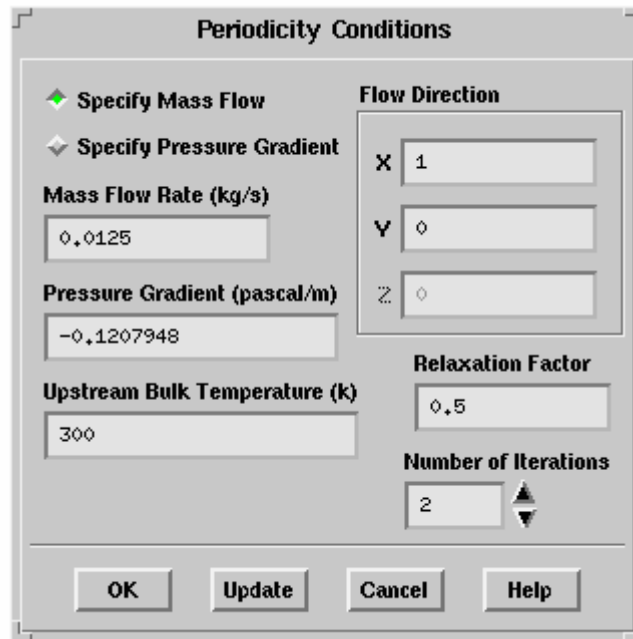 Periodicity Conditions
Specify Mass Flow
Specify Pressure Gradient
Mass Flow Rate (kg/s)
0.0125
Pressure Gradient (pascal/m)
-0.1207948
Upstream Bulk Temperature (k)
300
Flow Direction
X 1
Y 0
Z 0
Relaxation Factor
0.5
Number of Iterations
2
OK Update Cancel Help